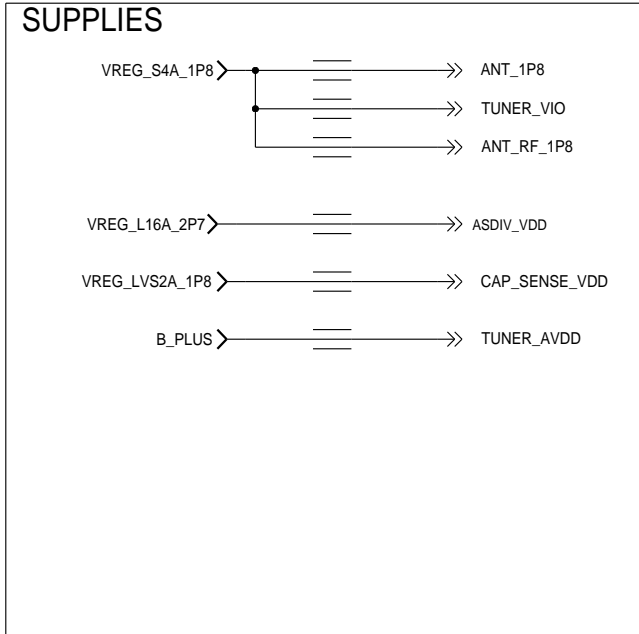 SUPPLIES
VREG_S4A_1P8 ANT_1P8
TUNER_VIO
ANT_RF_1P8
VREG_L16A_2P7 ASDIV_VDD
VREG_LVS2A_1P8 CAP_SENSE_VDD
B_PLUS TUNER_AVDD